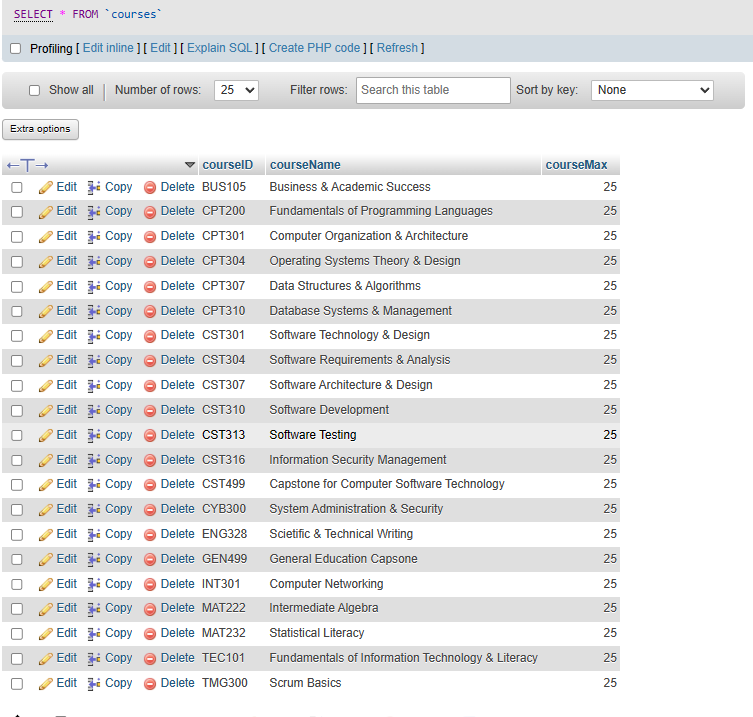 SELECT * FROM `courses`
Profiling [ Edit inline ] [ Edit ] [ Explain SQL ] [ Create PHP code ] [ Refresh ]
Show all Number of rows: 25 Filter rows: Search this table Sort by key: None
Extra options
←T→ courseID courseName courseMax
Edit Copy Delete BUS105 Business & Academic Success 25
Edit Copy Delete CPT200 Fundamentals of Programming Languages 25
Edit Copy Delete CPT301 Computer Organization & Architecture 25
Edit Copy Delete CPT304 Operating Systems Theory & Design 25
Edit Copy Delete CPT307 Data Structures & Algorithms 25
Edit Copy Delete CPT310 Database Systems & Management 25
Edit Copy Delete CST301 Software Technology & Design 25
Edit Copy Delete CST304 Software Requirements & Analysis 25
Edit Copy Delete CST307 Software Architecture & Design 25
Edit Copy Delete CST310 Software Development 25
Edit Copy Delete CST313 Software Testing 25
Edit Copy Delete CST316 Information Security Management 25
Edit Copy Delete CST499 Capstone for Computer Software Technology 25
Edit Copy Delete CYB300 System Administration & Security 25
Edit Copy Delete ENG328 Scietific & Technical Writing 25
Edit Copy Delete GEN499 General Education Capsone 25
Edit Copy Delete INT301 Computer Networking 25
Edit Copy Delete MAT222 Intermediate Algebra 25
Edit Copy Delete MAT232 Statistical Literacy 25
Edit Copy Delete TEC101 Fundamentals of Information Technology & Literacy 25
Edit Copy Delete TMG300 Scrum Basics 25